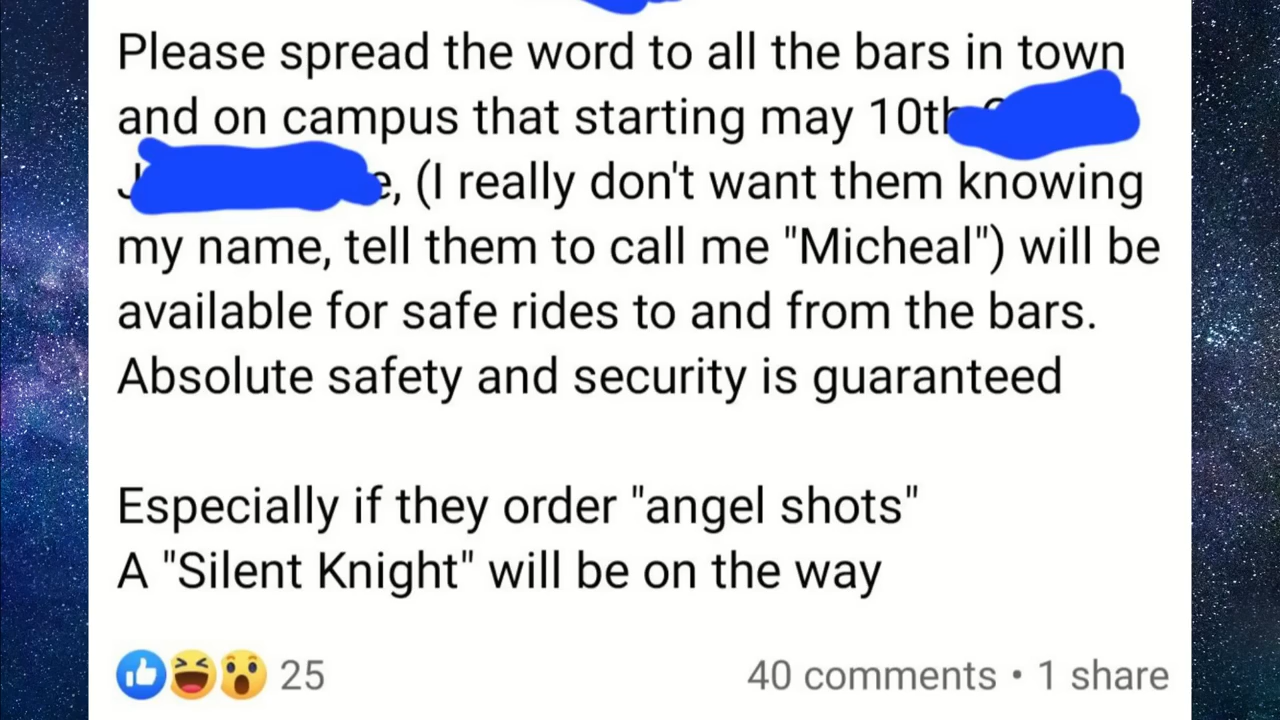 Please spread the word to all the bars in town
and on campus that starting may 10th
(I really don't want them knowing
my name, tell them to call me "Micheal") will be
available for safe rides to and from the bars.
Absolute safety and security is guaranteed
Especially if they order "angel shots"
A "Silent Knight" will be on the way
25
40 comments • 1 share